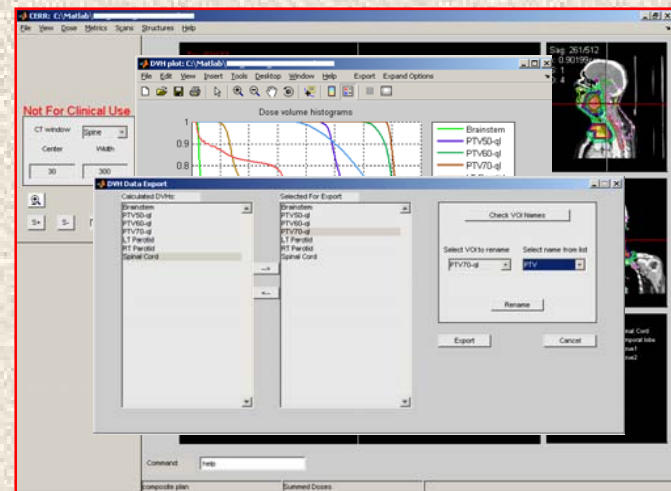 CERR: C:\Matlab\
File View Dose Metrics Scans Structures Help
Sag: 261/512
x: 0.90199
S: 1
D: 4
DVH plot: C:\Matlab\
File Edit View Insert Tools Desktop Window Help Export Expand Options
Not For Clinical Use
CT window Spine
Center Width
30 300
S+ S-
Dose volume histograms
1
0.9
0.8
Brainstem
PTV50-ql
PTV60-ql
PTV70-ql
DVH Data Export
Calculated DVHs:
Brainstem
PTV50-ql
PTV60-ql
PTV70-ql
LT Parotid
RT Parotid
Spinal Cord
-->
<--
Selected For Export
Brainstem
PTV50-ql
PTV60-ql
PTV70-ql
LT Parotid
RT Parotid
Spinal Cord
Check VOI Names
Select VOI to rename Select name from list
PTV70-ql PTV
Rename
Export Cancel
Command: help
composite plan Summed Doses